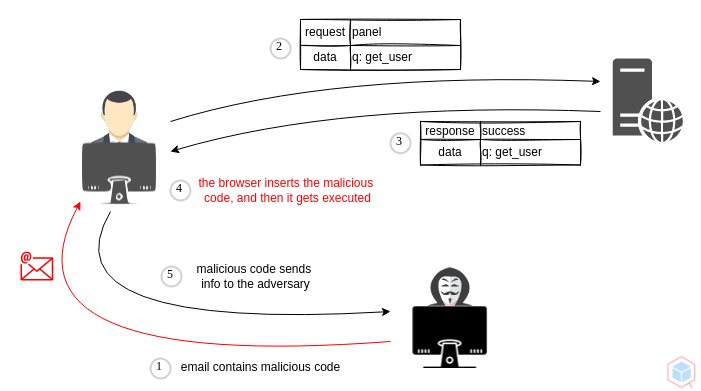 2
request panel
data q: get_user
3
response success
data q: get_user
4
the browser inserts the malicious
code, and then it gets executed
@
5
malicious code sends
info to the adversary
1
email contains malicious code